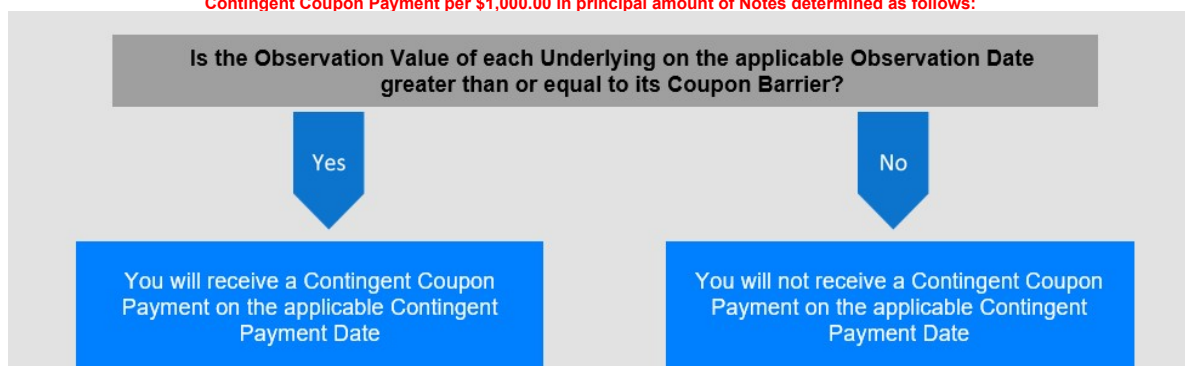 Contingent Coupon Payment per $1,000.00 in principal amount of Notes determined as follows:
Is the Observation Value of each Underlying on the applicable Observation Date
greater than or equal to its Coupon Barrier?
Yes
No
You will receive a Contingent Coupon
Payment on the applicable Contingent
Payment Date
You will not receive a Contingent Coupon
Payment on the applicable Contingent
Payment Date